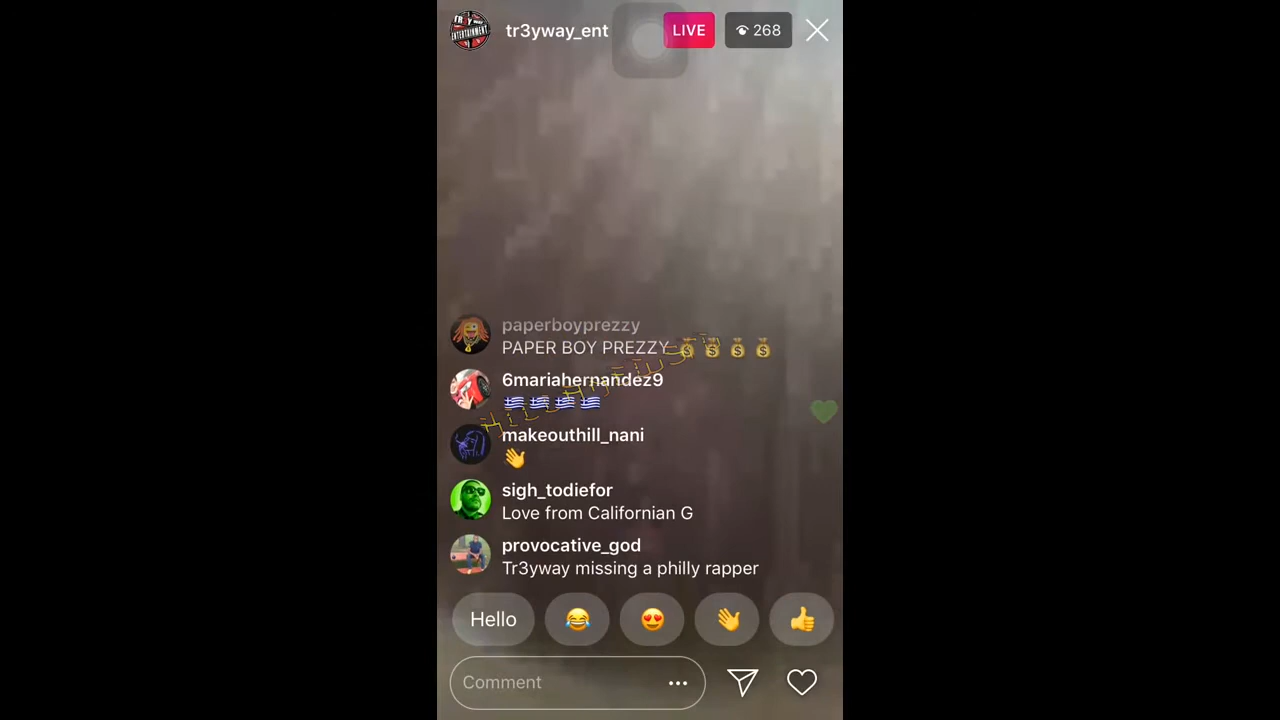 tr3yway_ent
LIVE
268
paperboyprezzy
PAPER BOY PREZZY 💰 💰 💰 💰
6mariahernandez9
🇬🇷 🇬🇷 🇬🇷 🇬🇷
makeouthill_nani
👋
sigh_todiefor
Love from Californian G
provocative_god
Tr3yway missing a philly rapper
Hello 😂 😍 👋 👍
Comment